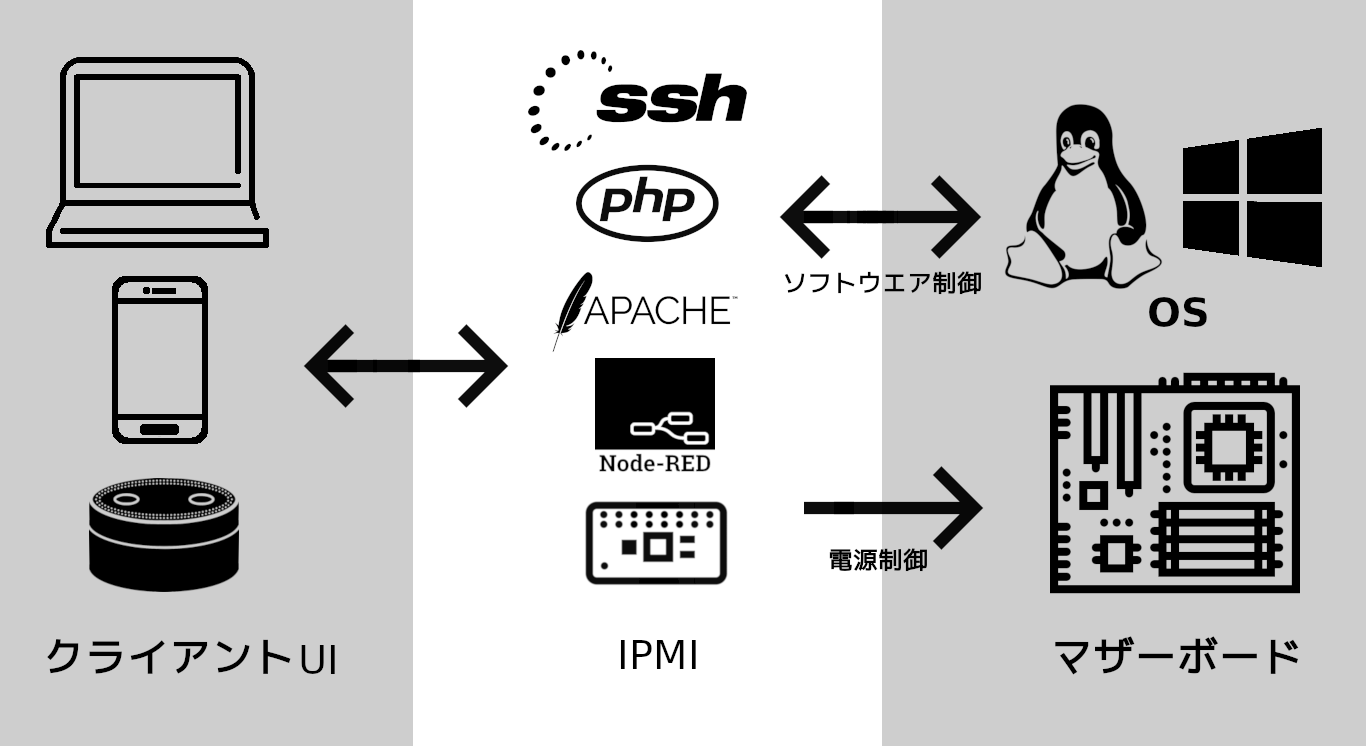 ssh
php
APACHE™
Node-RED
ソフトウエア制御
OS
電源制御
クライアントUI
IPMI
マザーボード